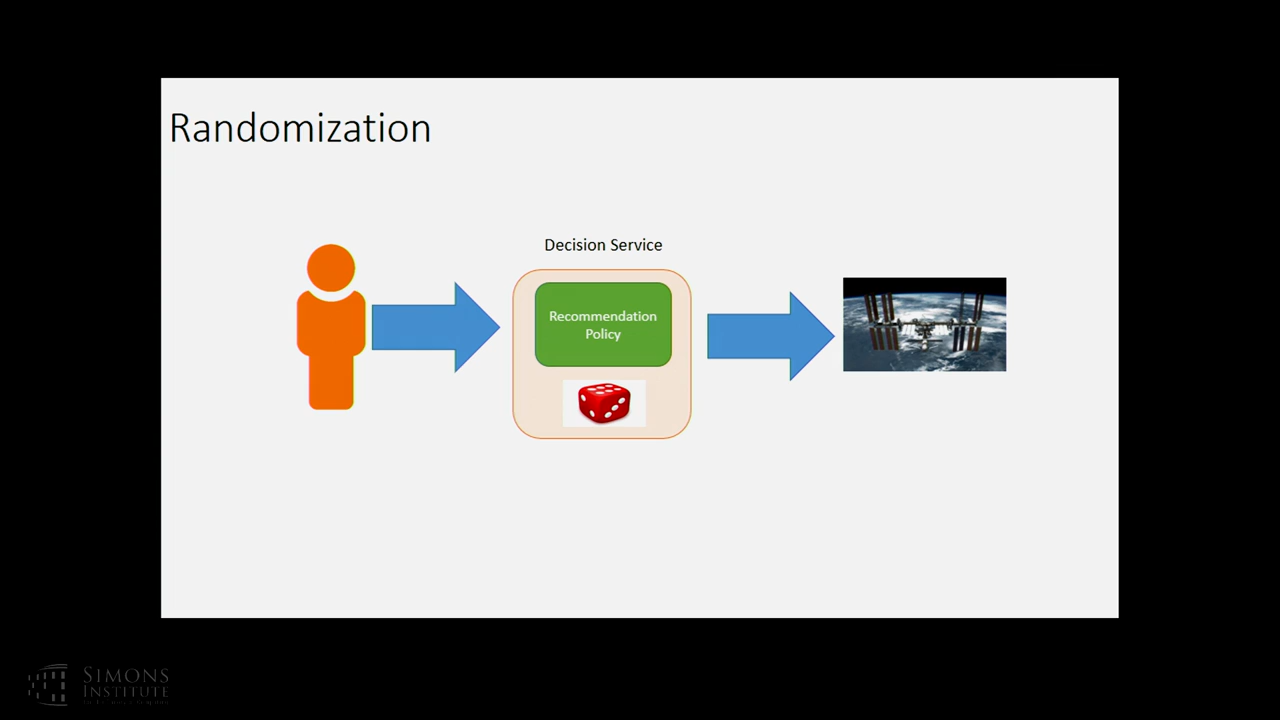 Randomization
Decision Service
Recommendation
Policy
SIMONS
INSTITUTE